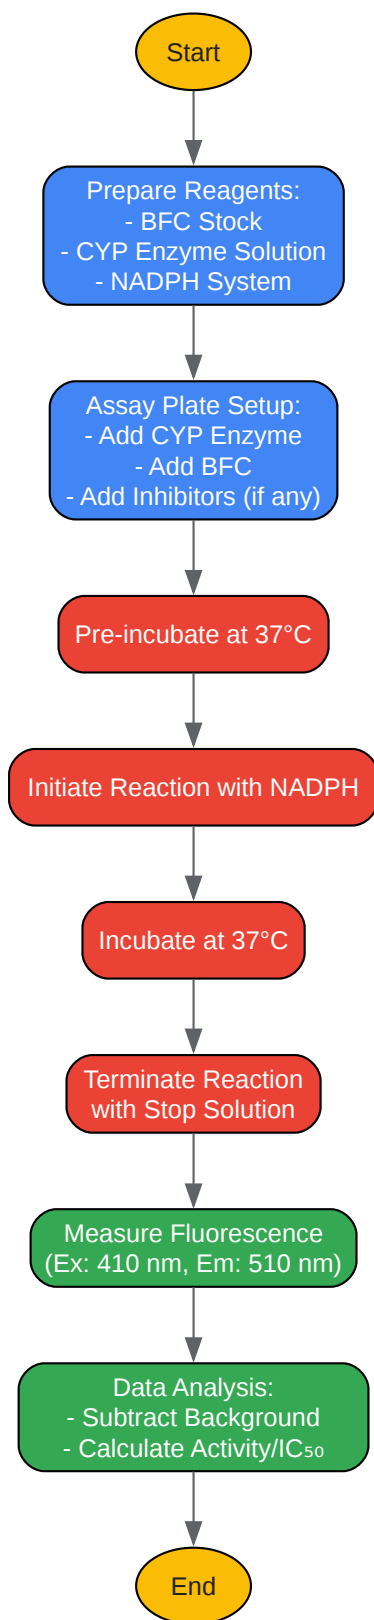 Start
Prepare Reagents:
- BFC Stock
- CYP Enzyme Solution
- NADPH System
Assay Plate Setup:
- Add CYP Enzyme
- Add BFC
- Add Inhibitors (if any)
Pre-incubate at 37°C
Initiate Reaction with NADPH
Incubate at 37°C
Terminate Reaction
with Stop Solution
Measure Fluorescence
(Ex: 410 nm, Em: 510 nm)
Data Analysis:
- Subtract Background
- Calculate Activity/IC₅₀
End